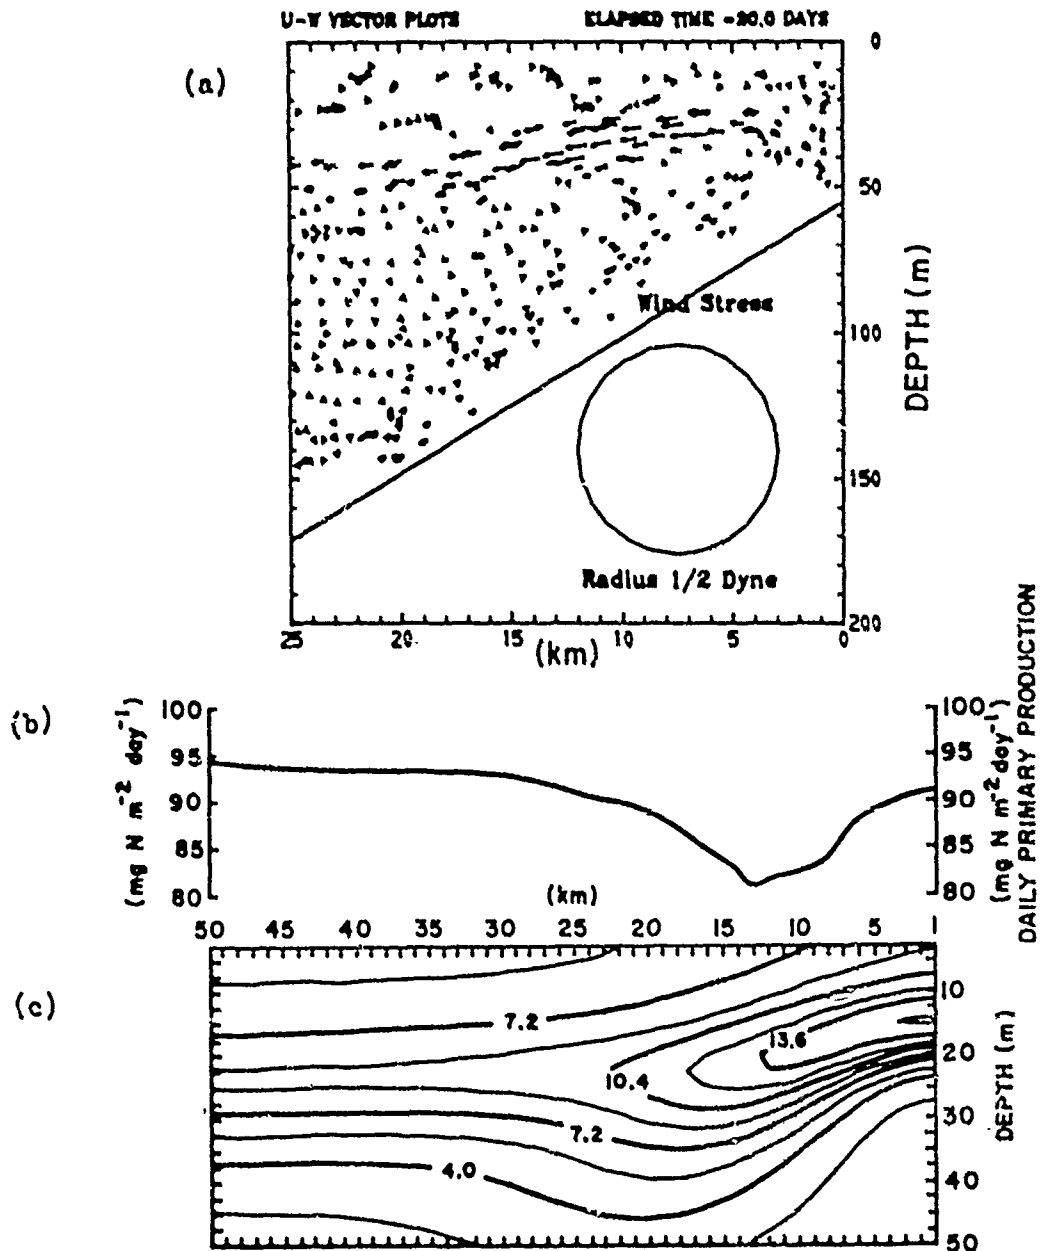 U-W VECTOR PLOTS ELAPSED TIME =20.0 DAYS
(a)
0
50
100
150
200
DEPTH (m)
Wind Stress
Radius 1/2 Dyne
25 20 15 10 5 0
(km)
(b)
100
95
90
85
80
(mg N m⁻² day⁻¹)
100
95
90
85
80
(mg N m⁻² day⁻¹)
DAILY PRIMARY PRODUCTION
(km)
50 45 40 35 30 25 20 15 10 5 1
(c)
7.2
13.6
10.4
7.2
4.0
10
20
30
40
50
DEPTH (m)